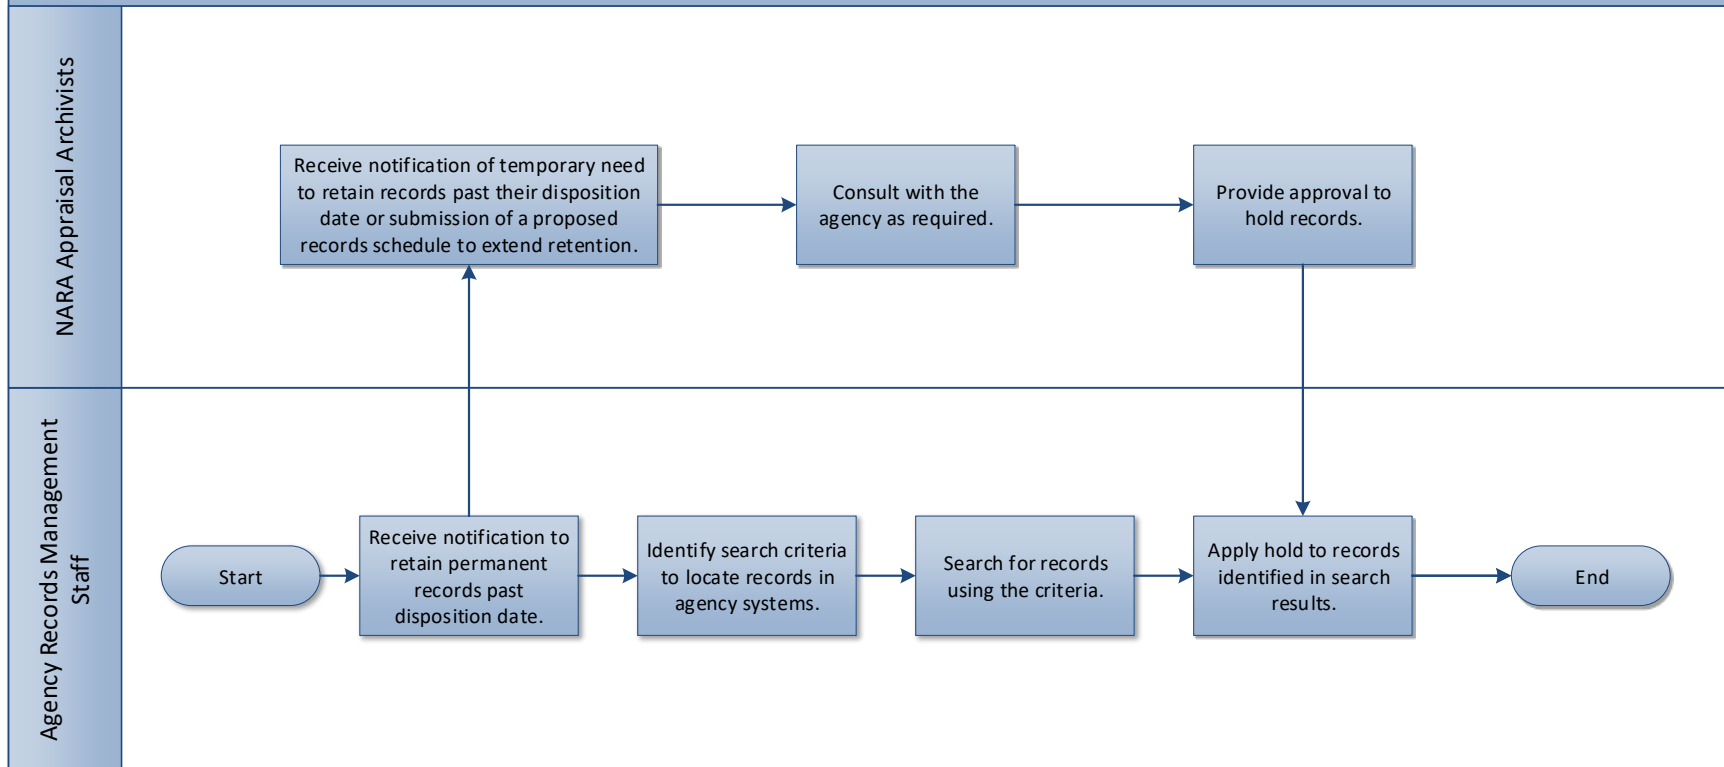 NARA Appraisal Archivists
Receive notification of temporary need
to retain records past their disposition
date or submission of a proposed
records schedule to extend retention.
Consult with the
agency as required.
Provide approval to
hold records.
Agency Records Management
Staff
Start
Receive notification to
retain permanent
records past
disposition date.
Identify search criteria
to locate records in
agency systems.
Search for records
using the criteria.
Apply hold to records
identified in search
results.
End